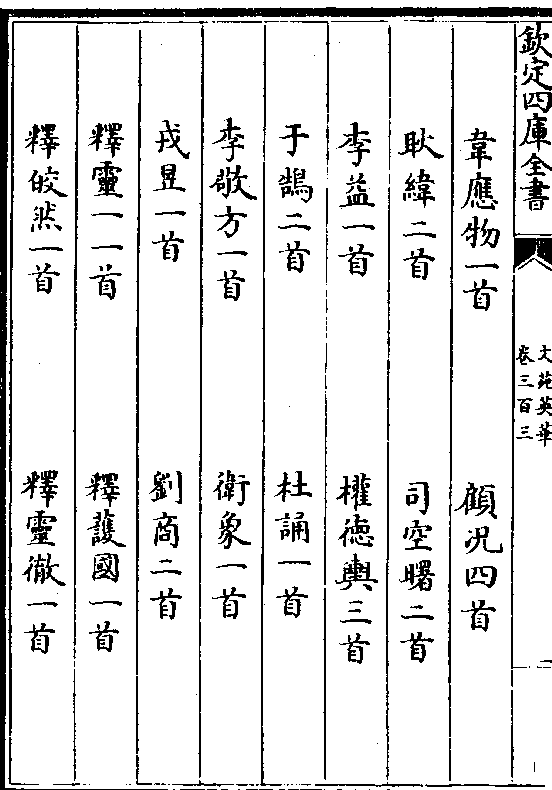 欽定四庫全書
文苑英華
卷三百三
韋應物一首　顧况四首
耿緯二首　司空曙二首
李益一首　權徳輿三首
于鵠二首　杜誦一首
李敭方一首　衛象一首
戎昱一首　劉商二首
釋靈一一首　釋護國一首
釋皎然一首　釋靈徹一首